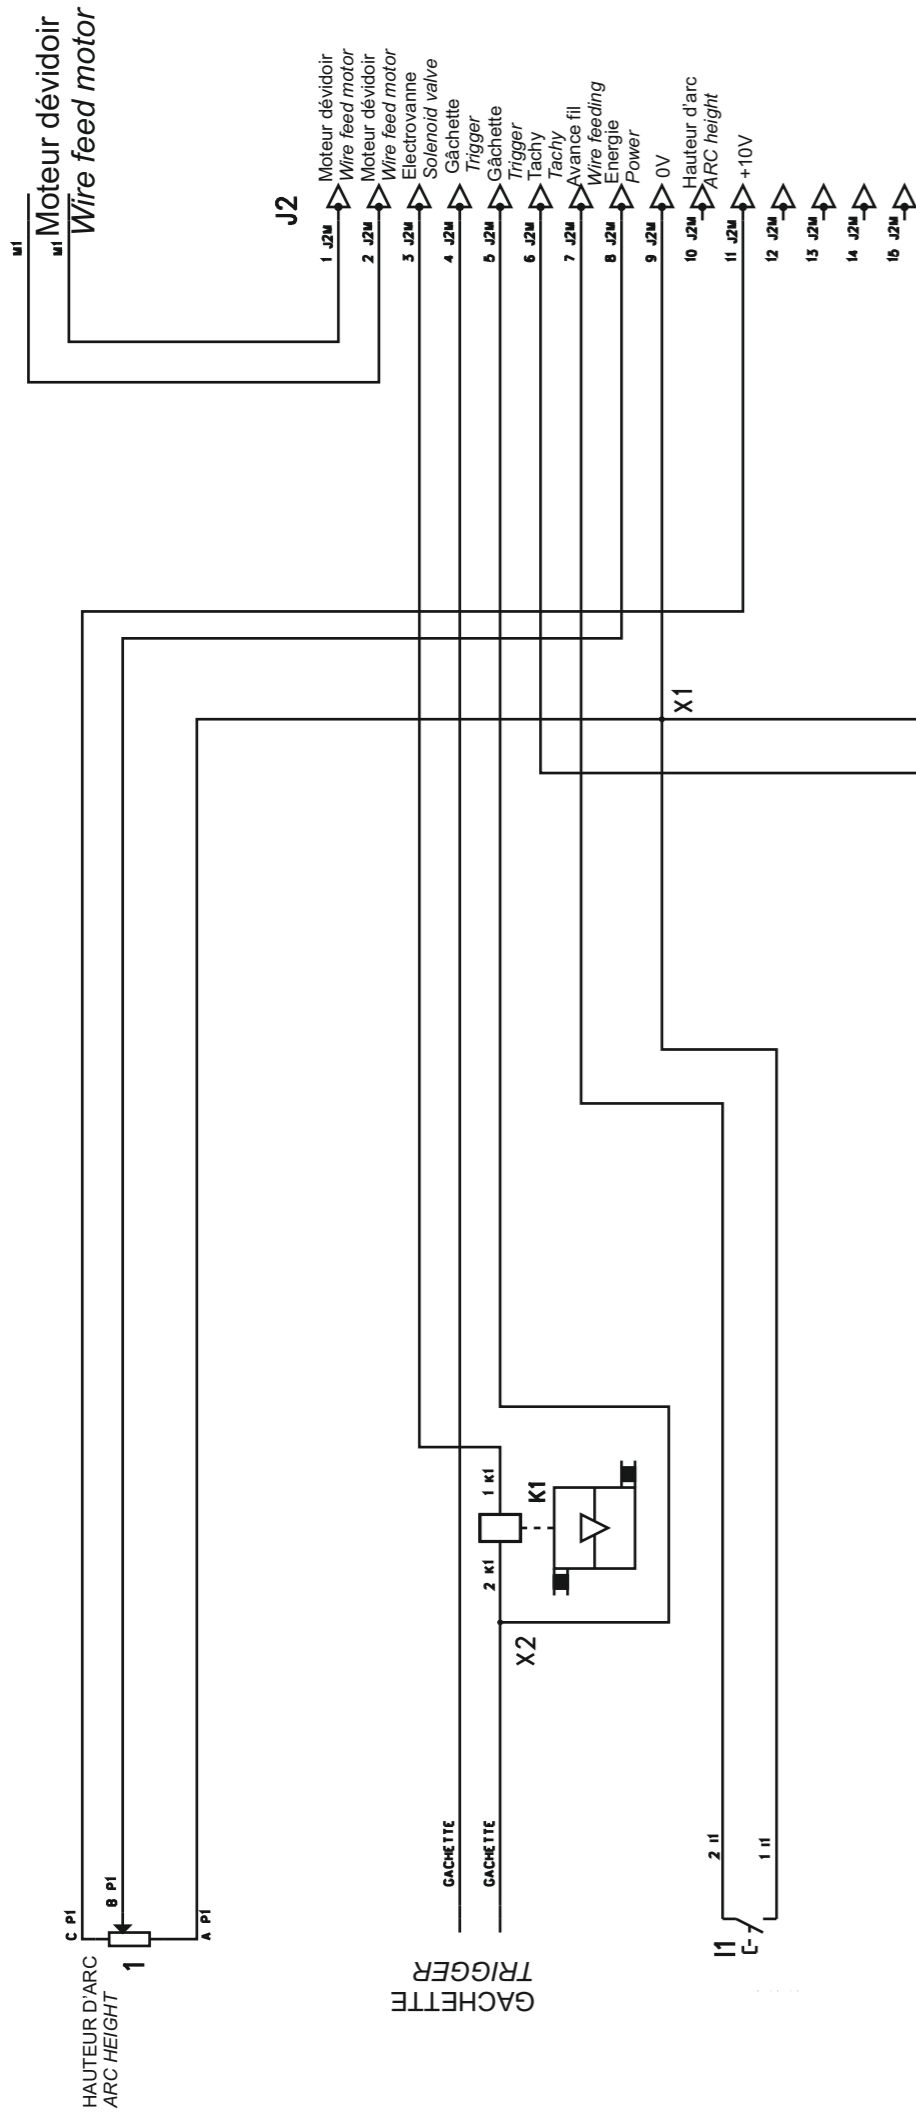 M1
Moteur dévidoir
M1
Wire feed motor
J2
Moteur dévidoir
Wire feed motor
Moteur dévidoir
Wire feed motor
Electrovanne
Solenoid valve
Gâchette
Trigger
Gâchette
Trigger
Tachy
Tachy
Avance fil
Wire feeding
Energie
Power
0V
Hauteur d'arc
ARC height
+10V
1 J2M
2 J2M
3 J2M
4 J2M
5 J2M
6 J2M
7 J2M
8 J2M
9 J2M
10 J2M
11 J2M
12 J2M
13 J2M
14 J2M
15 J2M
X1
1 K1
K1
2 K1
X2
GACHETTE
GACHETTE
2 I1
1 I1
C P1
B P1
A P1
HAUTEUR D'ARC
ARC HEIGHT
1
GACHETTE
TRIGGER
I1